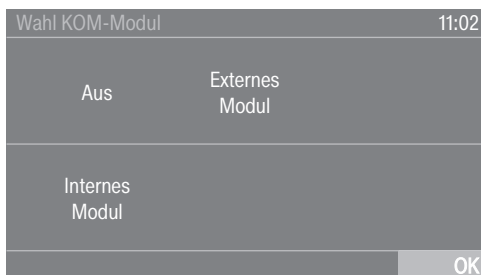 Wahl KOM-Modul 11:02
Aus
Externes
Modul
Internes
Modul
OK